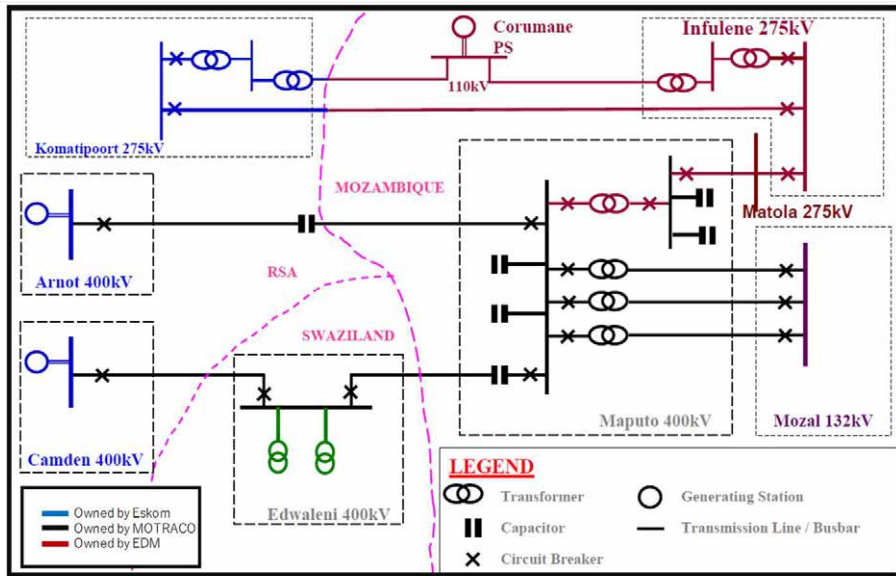 Corumane
PS
Infulene 275kV
110kV
Komatipoort 275kV
MOZAMBIQUE
Matola 275kV
Arnot 400kV
RSA
SWAZILAND
Camden 400kV
Edwaleni 400kV
Maputo 400kV
Mozal 132kV
Owned by Eskom
Owned by MOTRACO
Owned by EDM
LEGEND
Transformer
Generating Station
Capacitor
Transmission Line / Busbar
Circuit Breaker